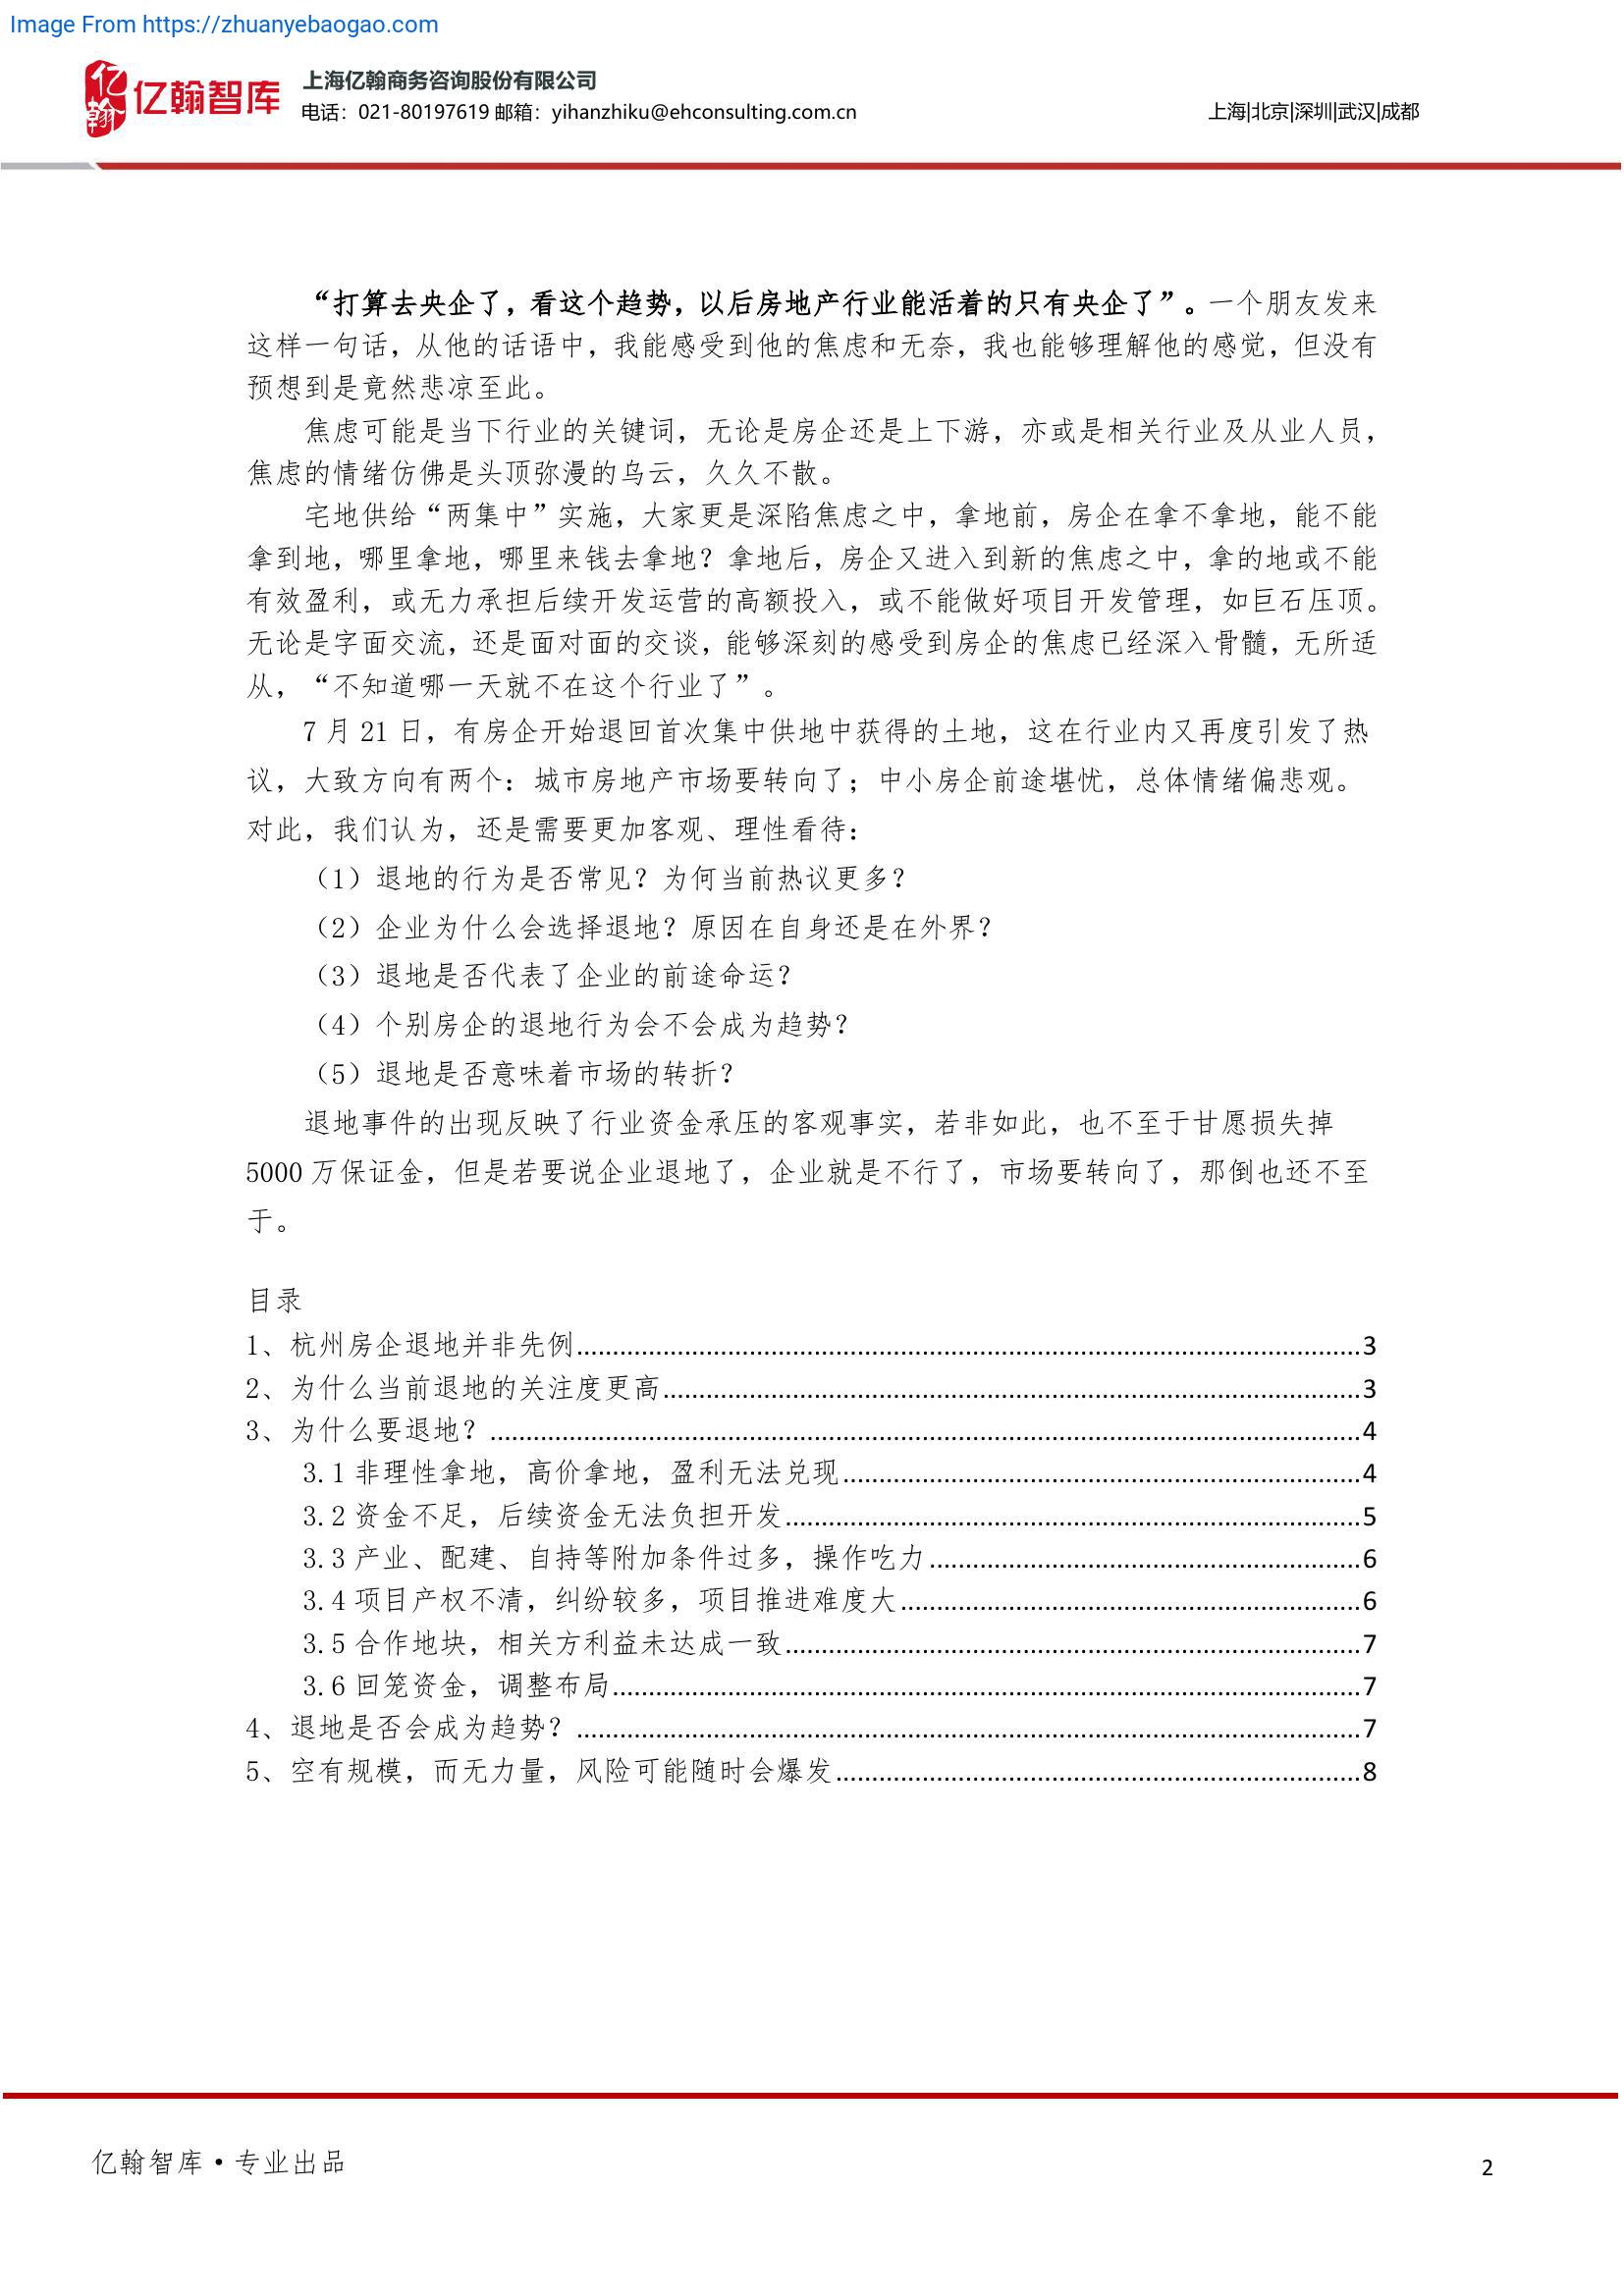 Image From https://zhuanyebaogao.com
亿翰
亿翰智库
上海亿翰商务咨询股份有限公司
电话：021-80197619 邮箱：yihanzhiku@ehconsulting.com.cn
上海|北京|深圳|武汉|成都
“打算去央企了，看这个趋势，以后房地产行业能活着的只有央企了”。一个朋友发来
这样一句话，从他的话语中，我能感受到他的焦虑和无奈，我也能够理解他的感觉，但没有
预想到是竟然悲凉至此。
焦虑可能是当下行业的关键词，无论是房企还是上下游，亦或是相关行业及从业人员，
焦虑的情绪仿佛是头顶弥漫的乌云，久久不散。
宅地供给“两集中”实施，大家更是深陷焦虑之中，拿地前，房企在拿不拿地，能不能
拿到地，哪里拿地，哪里来钱去拿地？拿地后，房企又进入到新的焦虑之中，拿的地或不能
有效盈利，或无力承担后续开发运营的高额投入，或不能做好项目开发管理，如巨石压顶。
无论是字面交流，还是面对面的交谈，能够深刻的感受到房企的焦虑已经深入骨髓，无所适
从，“不知道哪一天就不在这个行业了”。
7 月 21 日，有房企开始退回首次集中供地中获得的土地，这在行业内又再度引发了热
议，大致方向有两个：城市房地产市场要转向了；中小房企前途堪忧，总体情绪偏悲观。
对此，我们认为，还是需要更加客观、理性看待：
（1）退地的行为是否常见？为何当前热议更多？
（2）企业为什么会选择退地？原因在自身还是在外界？
（3）退地是否代表了企业的前途命运？
（4）个别房企的退地行为会不会成为趋势？
（5）退地是否意味着市场的转折？
退地事件的出现反映了行业资金承压的客观事实，若非如此，也不至于甘愿损失掉
5000 万保证金，但是若要说企业退地了，企业就是不行了，市场要转向了，那倒也还不至
于。
目录
1、杭州房企退地并非先例........................3
2、为什么当前退地的关注度更高........................3
3、为什么要退地？........................4
3.1 非理性拿地，高价拿地，盈利无法兑现........................4
3.2 资金不足，后续资金无法负担开发........................5
3.3 产业、配建、自持等附加条件过多，操作吃力........................6
3.4 项目产权不清，纠纷较多，项目推进难度大........................6
3.5 合作地块，相关方利益未达成一致........................7
3.6 回笼资金，调整布局........................7
4、退地是否会成为趋势？........................7
5、空有规模，而无力量，风险可能随时会爆发........................8
亿翰智库·专业出品
2